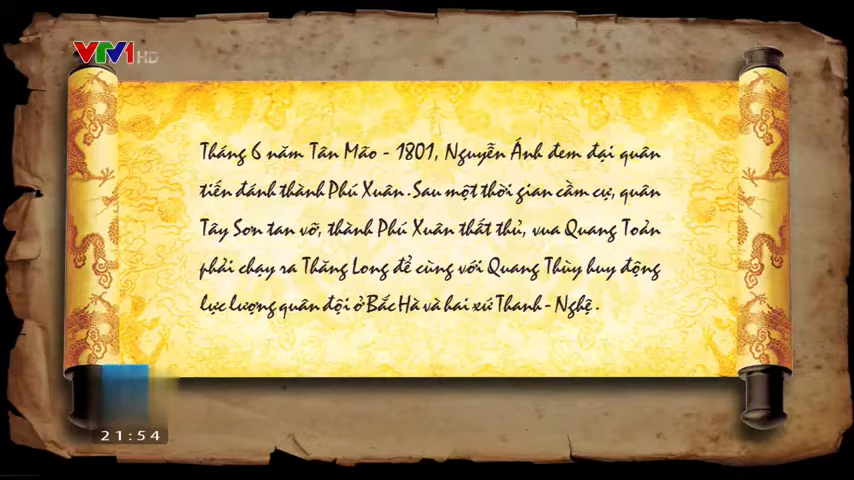 VTV1 HD
Tháng 6 năm Tân Mão - 1801, Nguyễn Ánh đem đại quân
tiến đánh thành Phú Xuân. Sau một thời gian cầm cự, quân
Tây Sơn tan vỡ, thành Phú Xuân thất thủ, vua Quang Toản
phải chạy ra Thăng Long để cùng với Quang Thùy huy động
lực lượng quân đội ở Bắc Hà và hai xứ Thanh - Nghệ.
21:54